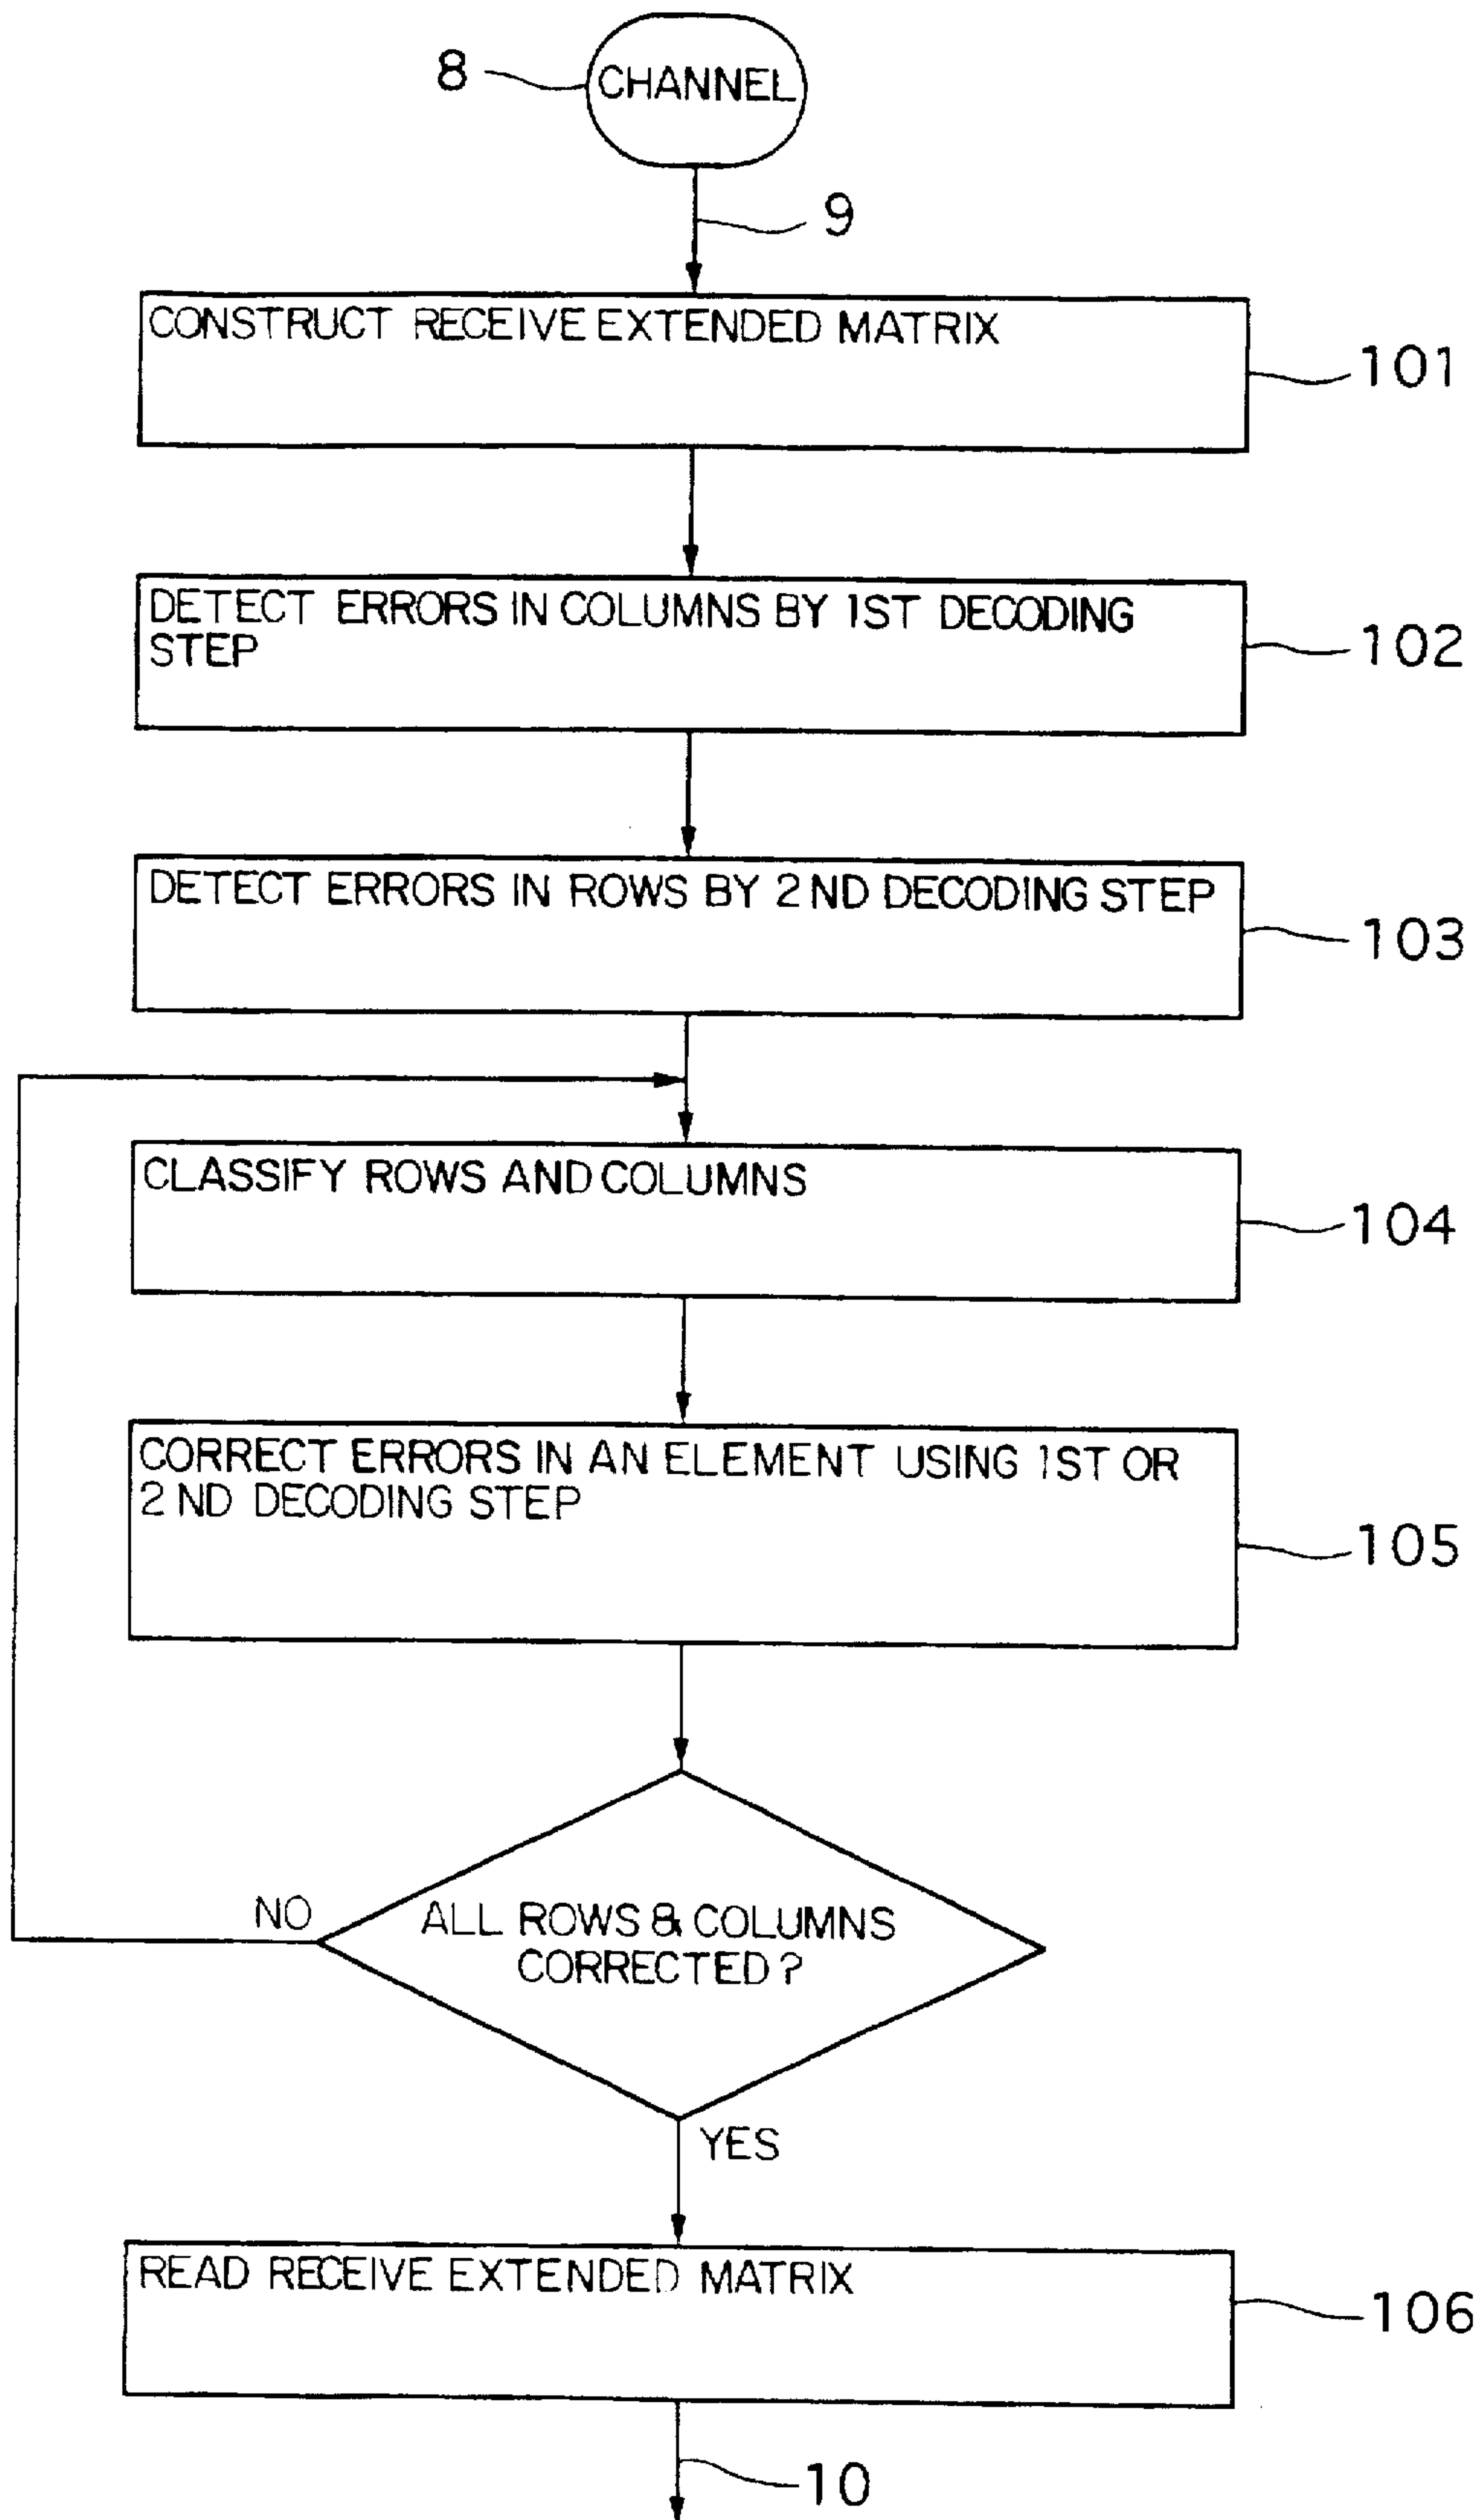 8
CHANNEL
9
CONSTRUCT RECEIVE EXTENDED MATRIX
101
DETECT ERRORS IN COLUMNS BY 1ST DECODING
STEP
102
DETECT ERRORS IN ROWS BY 2ND DECODING STEP
103
CLASSIFY ROWS AND COLUMNS
104
CORRECT ERRORS IN AN ELEMENT USING 1ST OR
2ND DECODING STEP
105
NO
ALL ROWS & COLUMNS
CORRECTED?
YES
READ RECEIVE EXTENDED MATRIX
106
10